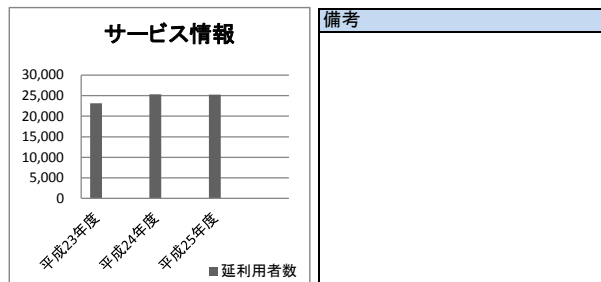 サービス情報
30,000
25,000
20,000
15,000
10,000
5,000
0
平成23年度
平成24年度
平成25年度
延利用者数
備考